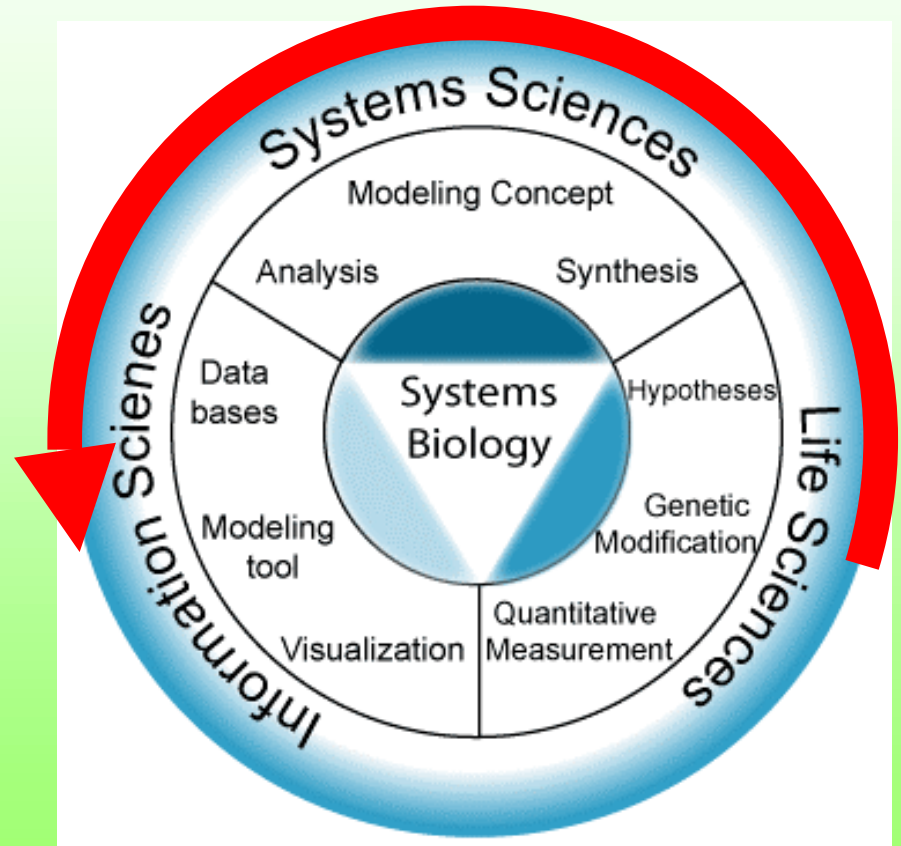 Systems Sciences
Modeling Concept
Analysis
Synthesis
Information Scienes
Data
bases
Modeling
tool
Visualization
Systems
Biology
Life Sciences
Hypotheses
Genetic
Modification
Quantitative
Measurement